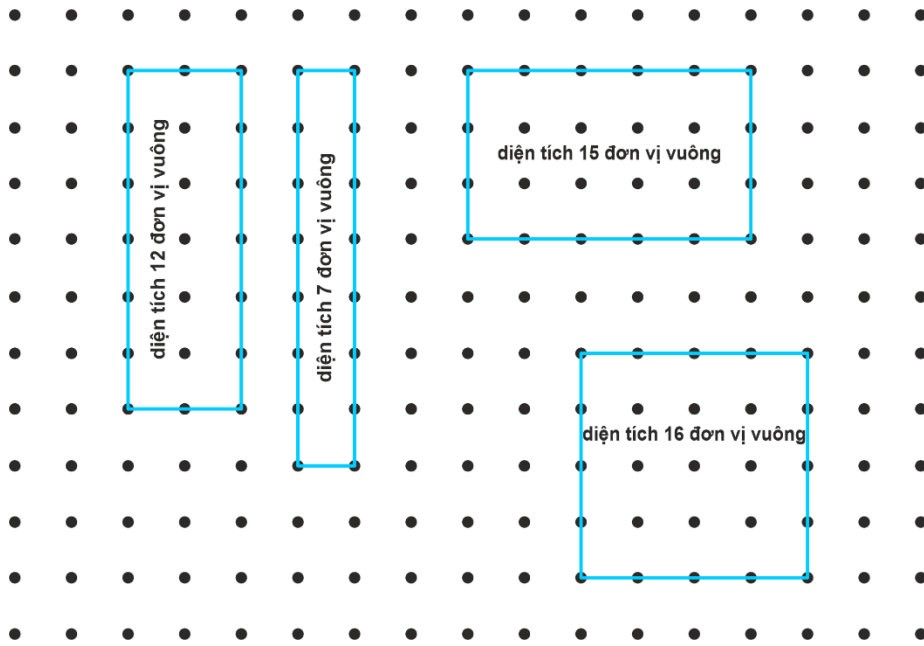 diện tích 12 đơn vị vuông
diện tích 7 đơn vị vuông
diện tích 15 đơn vị vuông
diện tích 16 đơn vị vuông